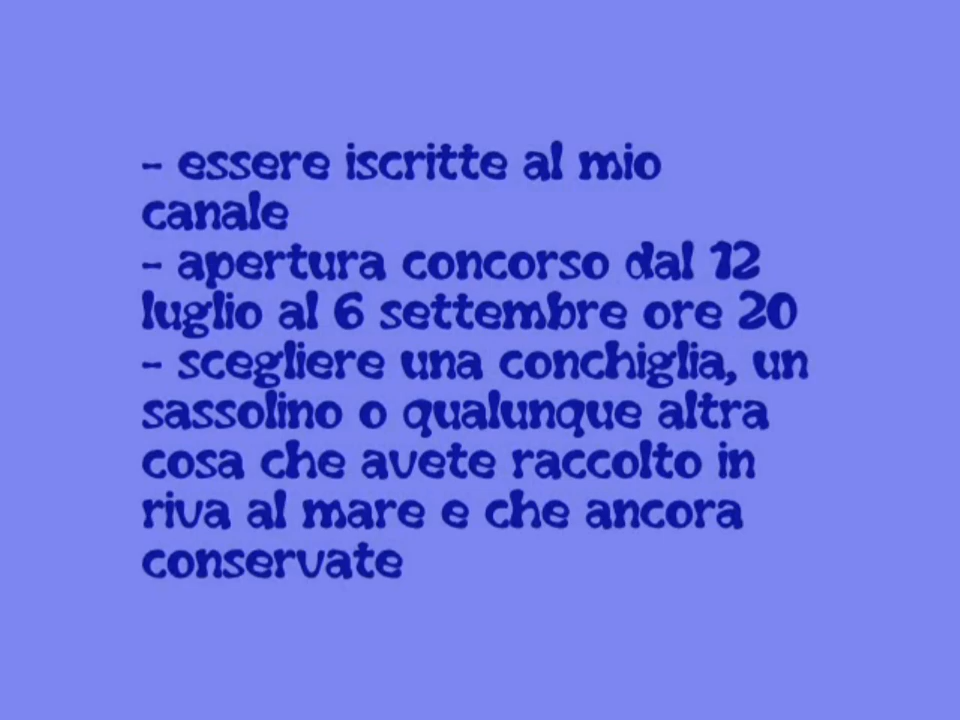 - essere iscritte al mio
canale
- apertura concorso dal 12
luglio al 6 settembre ore 20
- scegliere una conchiglia, un
sassolino o qualunque altra
cosa che avete raccolto in
riva al mare e che ancora
conservate